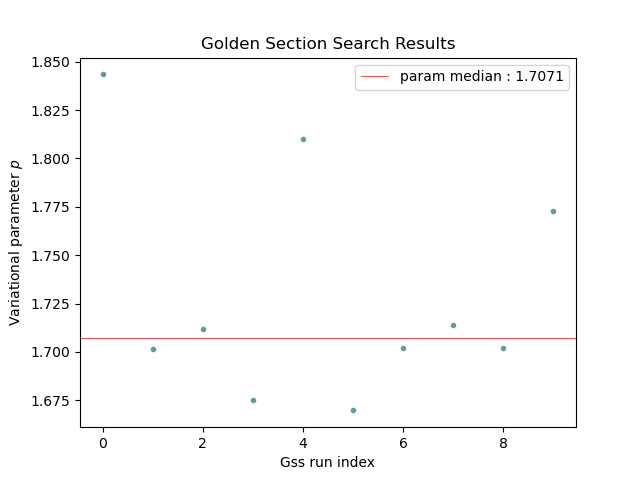 Golden Section Search Results
param median : 1.7071
Variational parameter p
1.850
1.825
1.800
1.775
1.750
1.725
1.700
1.675
0 2 4 6 8
Gss run index